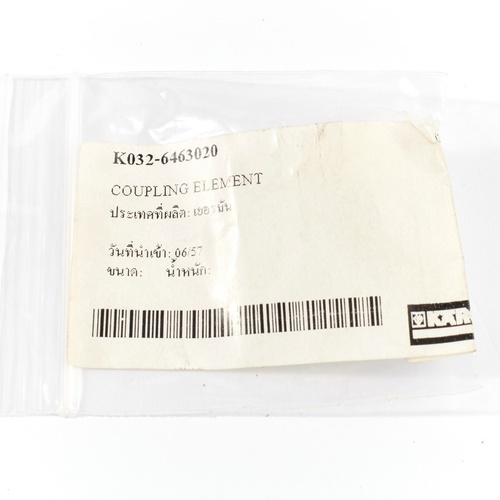 K032-6463020
COUPLING ELEMENT
ประเทศที่ผลิต: เยอรมัน
วันที่นำเข้า: 06/57
ขนาด: น้ำหนัก:
KAR